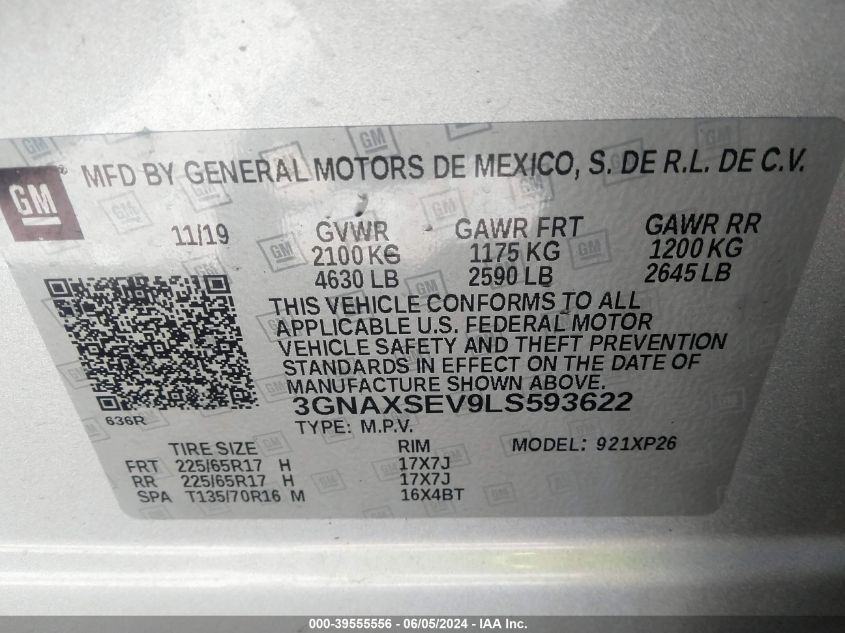 MFD BY GENERAL MOTORS DE MEXICO, S. DE R.L. DE C.V.
GM
11/19 GVWR GAWR FRT GAWR RR
2100 KG 1175 KG 1200 KG
4630 LB 2590 LB 2645 LB
THIS VEHICLE CONFORMS TO ALL
APPLICABLE U.S. FEDERAL MOTOR
VEHICLE SAFETY AND THEFT PREVENTION
STANDARDS IN EFFECT ON THE DATE OF
MANUFACTURE SHOWN ABOVE.
3GNAXSEV9LS593622
636R
TYPE: M.P.V.
TIRE SIZE RIM MODEL: 921XP26
FRT 225/65R17 H 17X7J
RR 225/65R17 H 17X7J
SPA T135/70R16 M 16X4BT
000-39555556 - 06/05/2024 - IAA Inc.